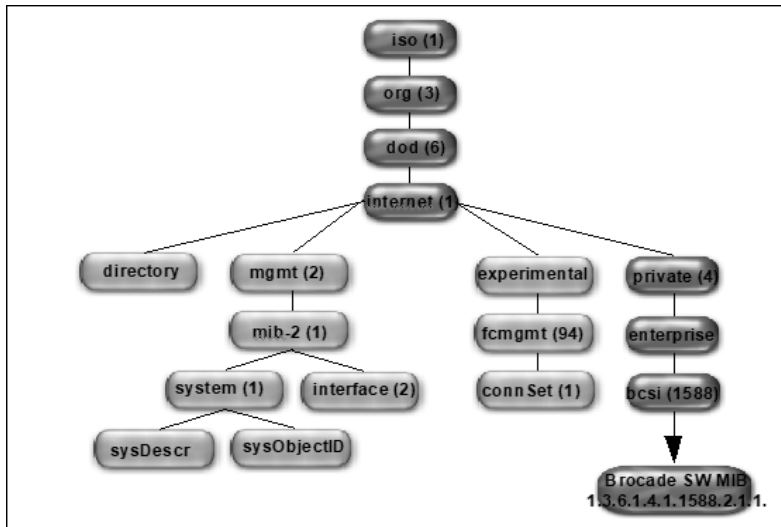 iso (1)
org (3)
dod (6)
internet (1)
directory
mgmt (2)
experimental
private (4)
mib-2 (1)
fcmgmt (94)
enterprise
system (1)
interface (2)
connSet (1)
bcsi (1588)
sysDescr
sysObjectID
Brocade SW MIB
1.3.6.1.4.1.1588.2.1.1.